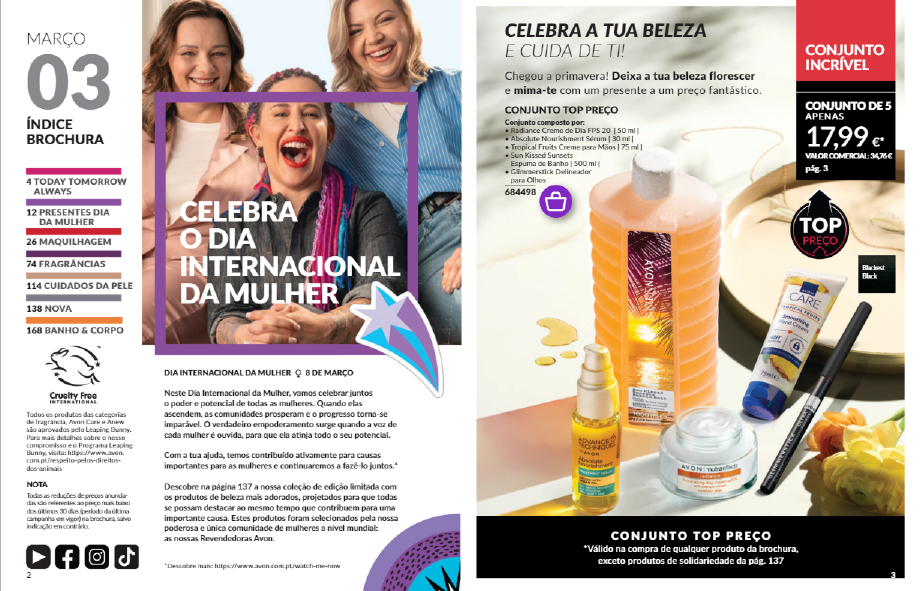 MARÇO
03
ÍNDICE
BROCHURA
4 TODAY TOMORROW
ALWAYS
12 PRESENTES DIA
DA MULHER
26 MAQUILHAGEM
74 FRAGRÂNCIAS
114 CUIDADOS DA PELE
138 NOVA
168 BANHO & CORPO
Cruelty Free
INTERNATIONAL
Todos os produtos das categorias
de fragrância, Avon Care e Anew
são aprovados pelo Leaping Bunny.
Para mais detalhes sobre o nosso
compromisso e o Programa Leaping
Bunny, visita: https://www.avon.
com.pt/respeito-pelos-direitos-
dos-animais
NOTA
Todas as reduções de preços anuncia-
das são referentes ao preço mais baixo
dos últimos 30 dias (período da última
campanha em vigor) na brochura, salvo
indicação em contrário.
2
CELEBRA
O DIA
INTERNACIONAL
DA MULHER
DIA INTERNACIONAL DA MULHER ♀ 8 DE MARÇO
Neste Dia Internacional da Mulher, vamos celebrar juntos
o poder e potencial de todas as mulheres. Quando elas
ascendem, as comunidades prosperam e o progresso torna-se
imparável. O verdadeiro empoderamento surge quando a voz de
cada mulher é ouvida, para que ela atinja todo o seu potencial.
Com a tua ajuda, temos contribuído ativamente para causas
importantes para as mulheres e continuaremos a fazê-lo juntos.*
Descobre na página 137 a nossa coleção de edição limitada com
os produtos de beleza mais adorados, projetados para que todas
se possam destacar ao mesmo tempo que contribuem para uma
importante causa. Estes produtos foram selecionados pela nossa
poderosa e única comunidade de mulheres a nível mundial:
as nossas Revendedoras Avon.
*Descobre mais: https://www.avon.com.pt/watch-me-now
CELEBRA A TUA BELEZA
E CUIDA DE TI!
Chegou a primavera! Deixa a tua beleza florescer
e mima-te com um presente a um preço fantástico.
CONJUNTO TOP PREÇO
Conjunto composto por:
• Radiance Creme de Dia FPS 20 | 50 ml |
• Absolute Nourishment Sérum | 30 ml |
• Tropical Fruits Creme para Mãos | 75 ml |
• Sun Kissed Sunsets
Espuma de Banho | 500 ml |
• Glimmerstick Delineador
para Olhos
684498
CONJUNTO
INCRÍVEL
CONJUNTO DE 5
APENAS
17,99 €*
VALOR COMERCIAL: 34,76 €
pág. 3
TOP
PREÇO
Blackest
Black
AVON
CARE
TROPICAL FRUITS
Smoothing
Hand Cream
ADVANCE
TECHNIQUES
Absolute
Nourishment
AVON nutraeffects
CONJUNTO TOP PREÇO
*Válido na compra de qualquer produto da brochura,
exceto produtos de solidariedade da pág. 137
3